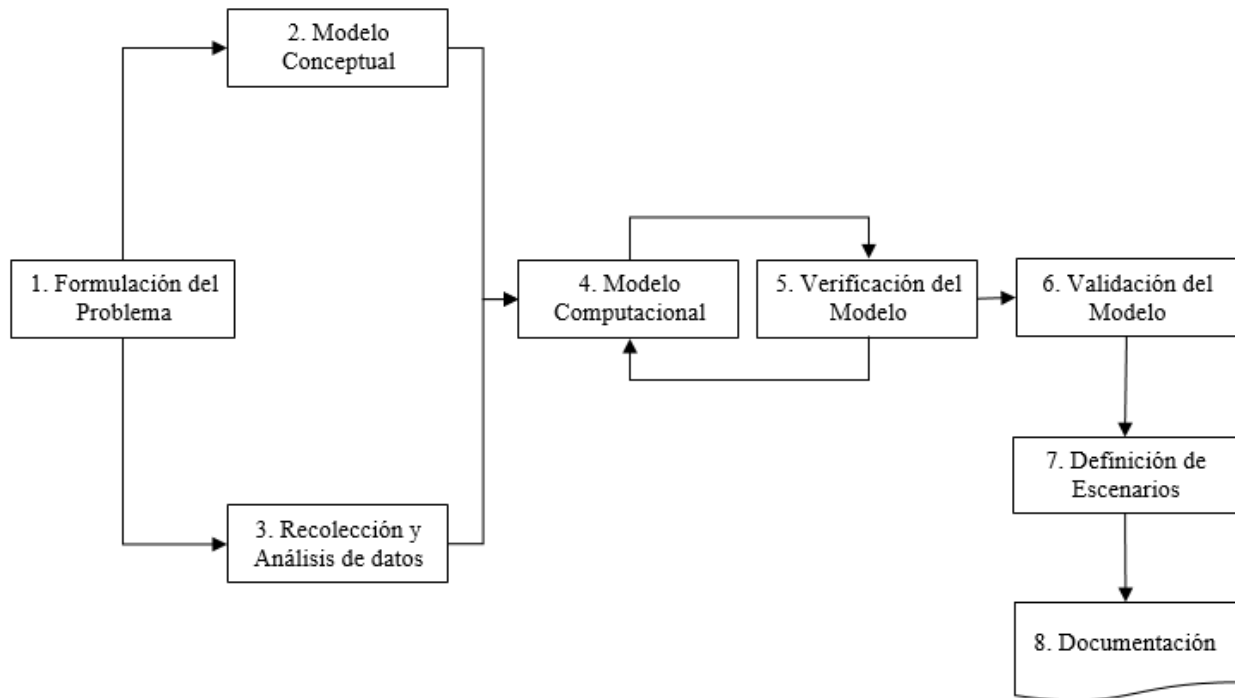 2. Modelo
Conceptual
1. Formulación del
Problema
3. Recolección y
Análisis de datos
4. Modelo
Computacional
5. Verificación del
Modelo
6. Validación del
Modelo
7. Definición de
Escenarios
8. Documentación